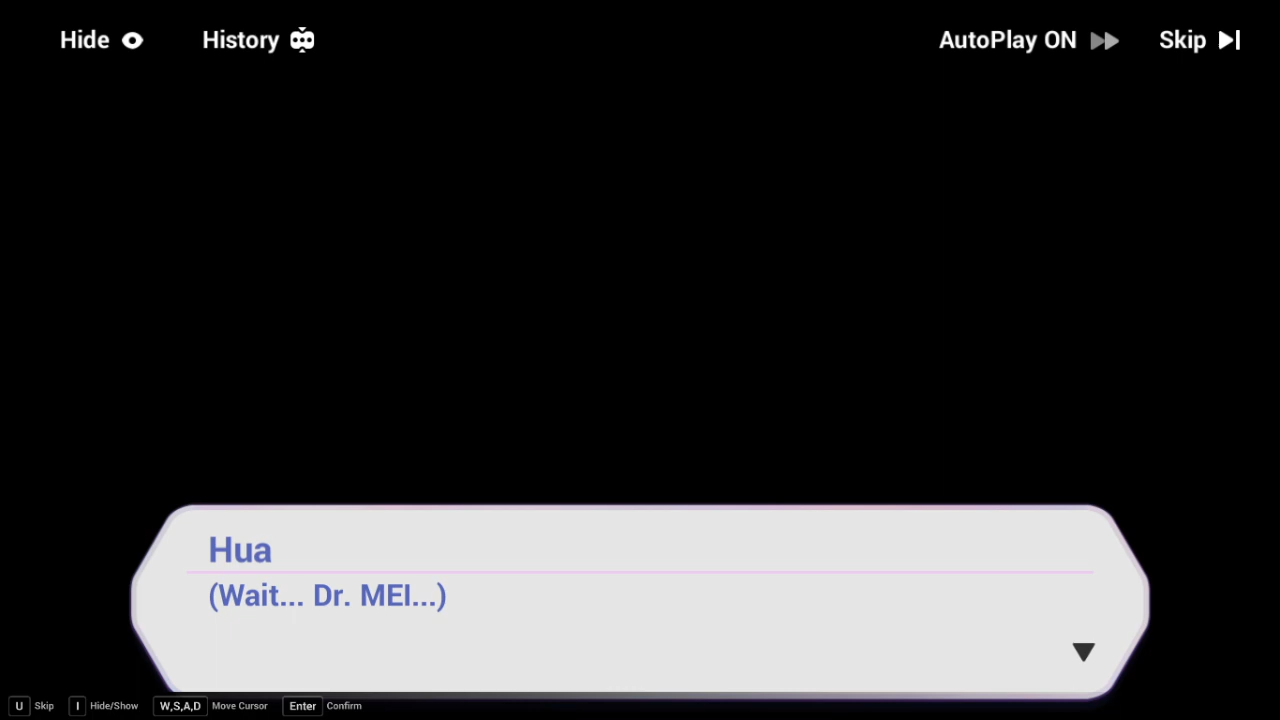 Hide
History
AutoPlay ON
Skip
Hua
(Wait... Dr. MEI...)
U Skip I Hide/Show W,S,A,D Move Cursor Enter Confirm